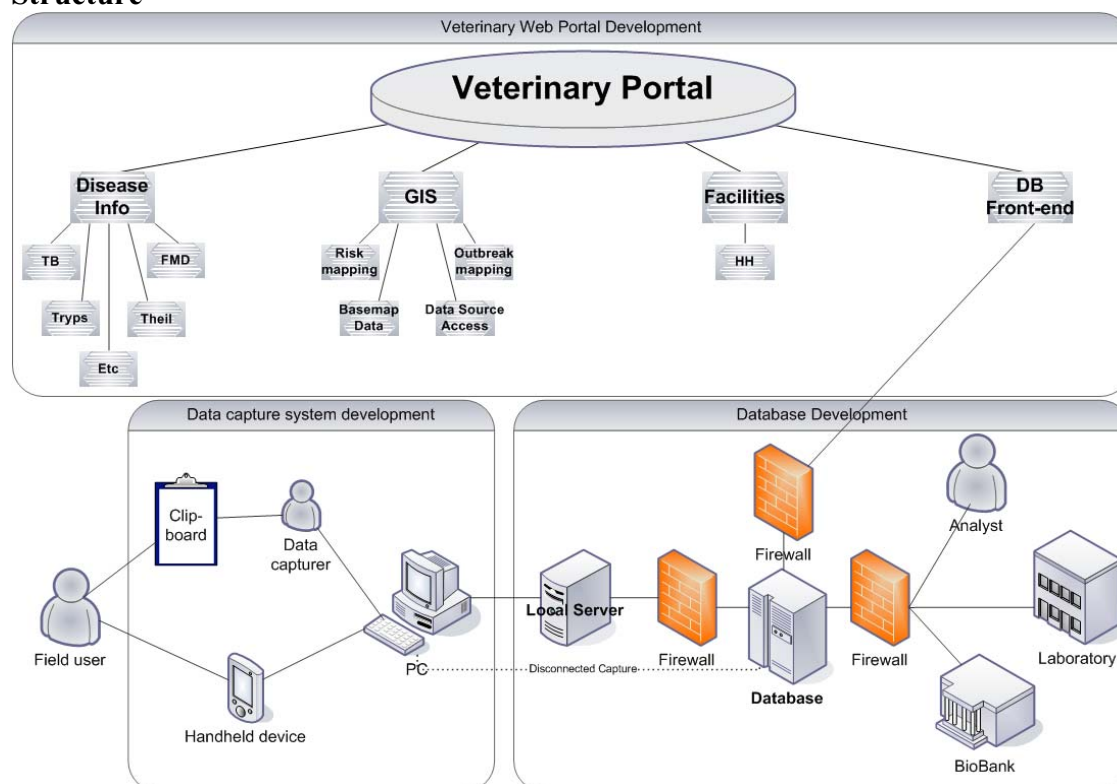 Structure
Veterinary Web Portal Development
Veterinary Portal
Disease
Info
GIS
Facilities
DB
Front-end
TB
FMD
Tryps
Theil
Etc
Risk
mapping
Outbreak
mapping
Basemap
Data
Data Source
Access
HH
Data capture system development
Clip-
board
Data
capturer
Field user
Handheld device
PC
Database Development
Firewall
Analyst
Local Server
Firewall
Database
Firewall
Laboratory
Disconnected Capture
BioBank